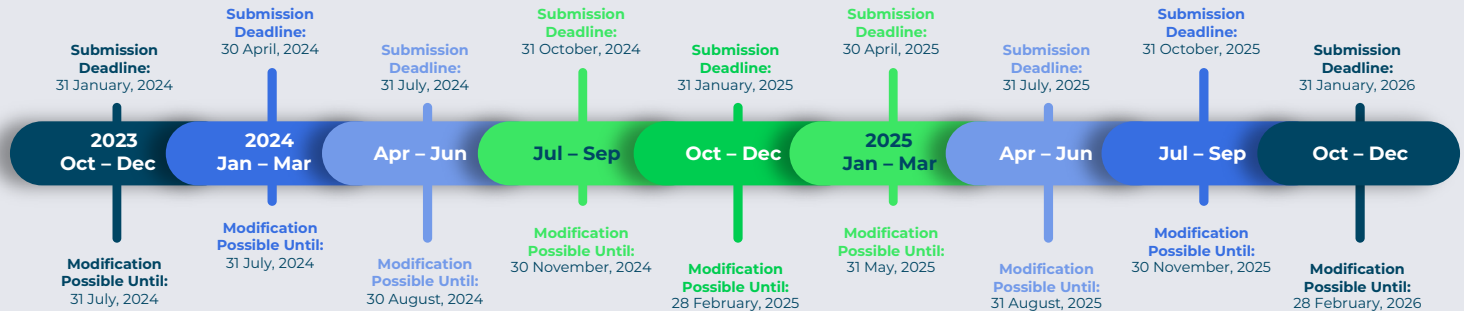 Submission
Deadline:
31 January, 2024
2023
Oct – Dec
Modification
Possible Until:
31 July, 2024
Submission
Deadline:
30 April, 2024
2024
Jan – Mar
Modification
Possible Until:
31 July, 2024
Submission
Deadline:
31 July, 2024
Apr – Jun
Modification
Possible Until:
30 August, 2024
Submission
Deadline:
31 October, 2024
Jul – Sep
Modification
Possible Until:
30 November, 2024
Submission
Deadline:
31 January, 2025
Oct – Dec
Modification
Possible Until:
28 February, 2025
Submission
Deadline:
30 April, 2025
2025
Jan – Mar
Modification
Possible Until:
31 May, 2025
Submission
Deadline:
31 July, 2025
Apr – Jun
Modification
Possible Until:
31 August, 2025
Submission
Deadline:
31 October, 2025
Jul – Sep
Modification
Possible Until:
30 November, 2025
Submission
Deadline:
31 January, 2026
Oct – Dec
Modification
Possible Until:
28 February, 2026